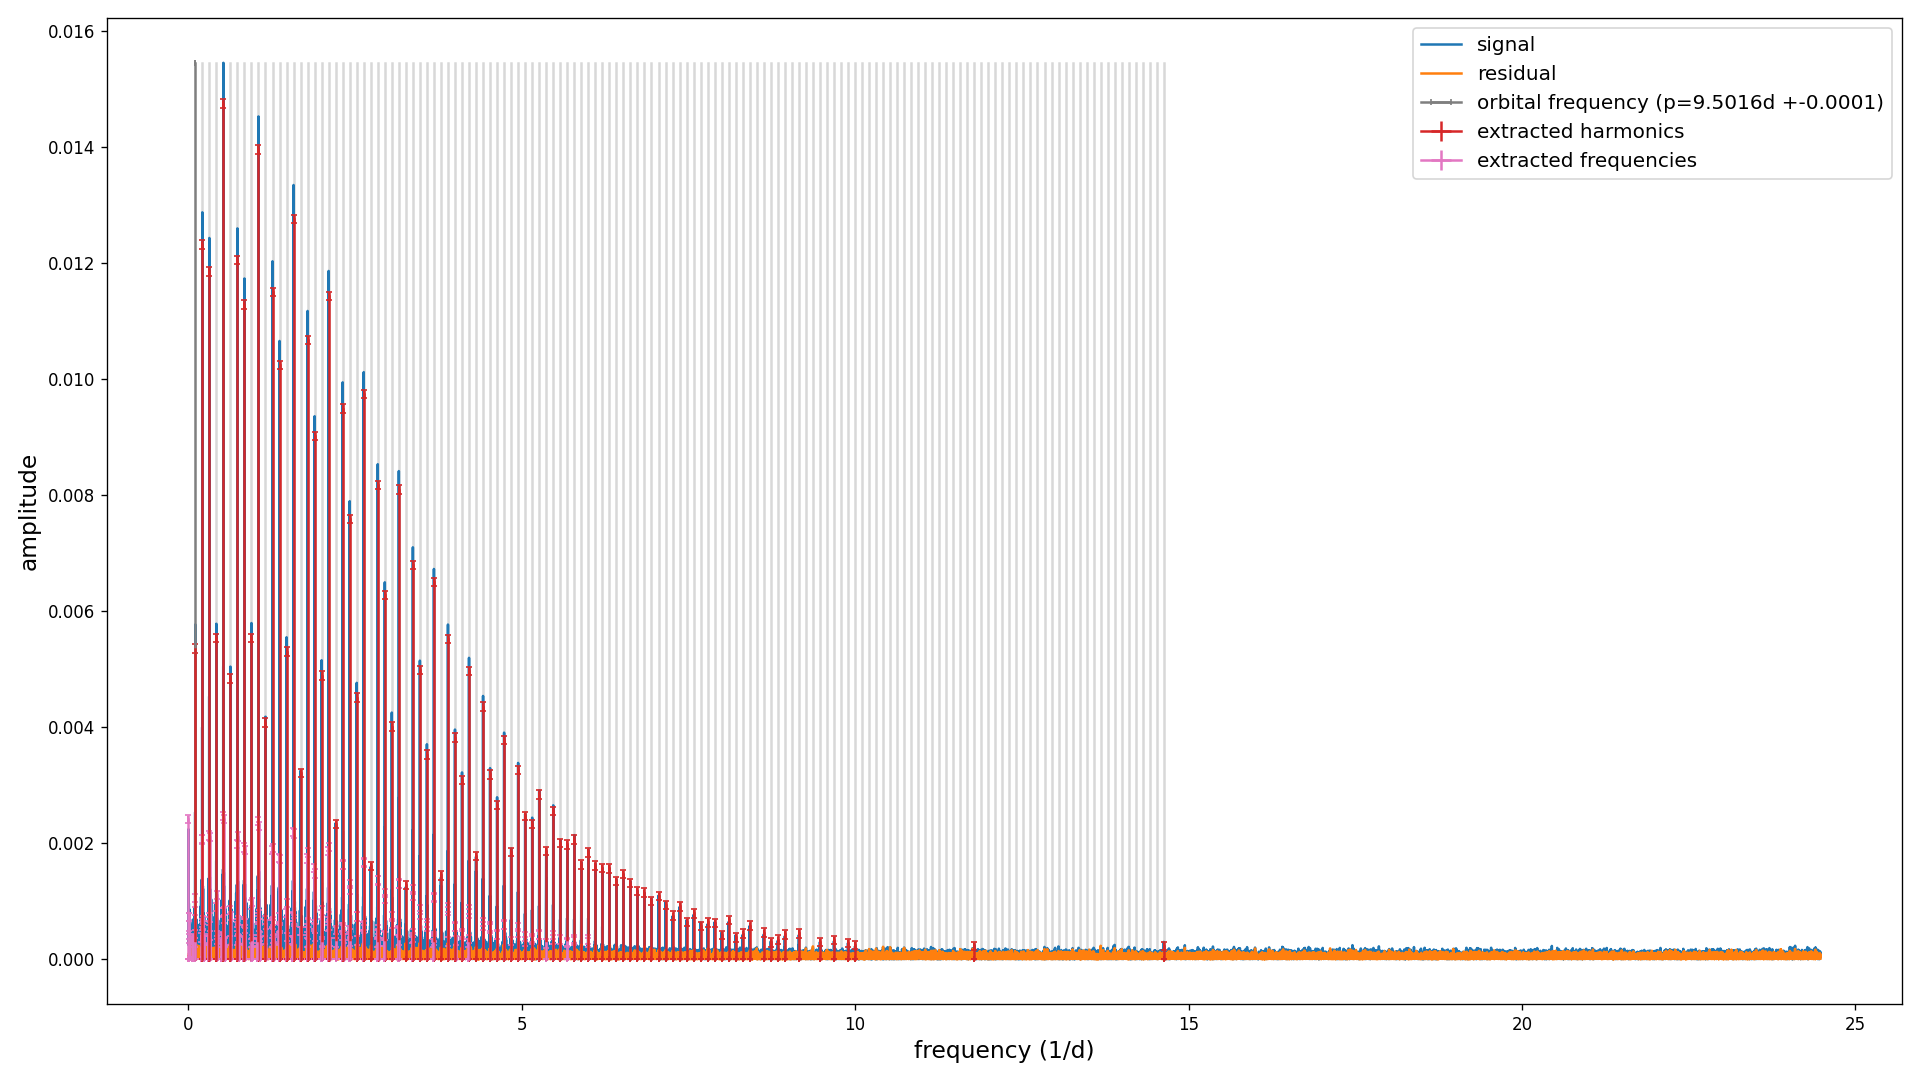 0.016
0.014
0.012
0.010
0.008
0.006
0.004
0.002
0.000
amplitude
0
5
10
15
20
25
frequency (1/d)
signal
residual
orbital frequency (p=9.5016d +-0.0001)
extracted harmonics
extracted frequencies